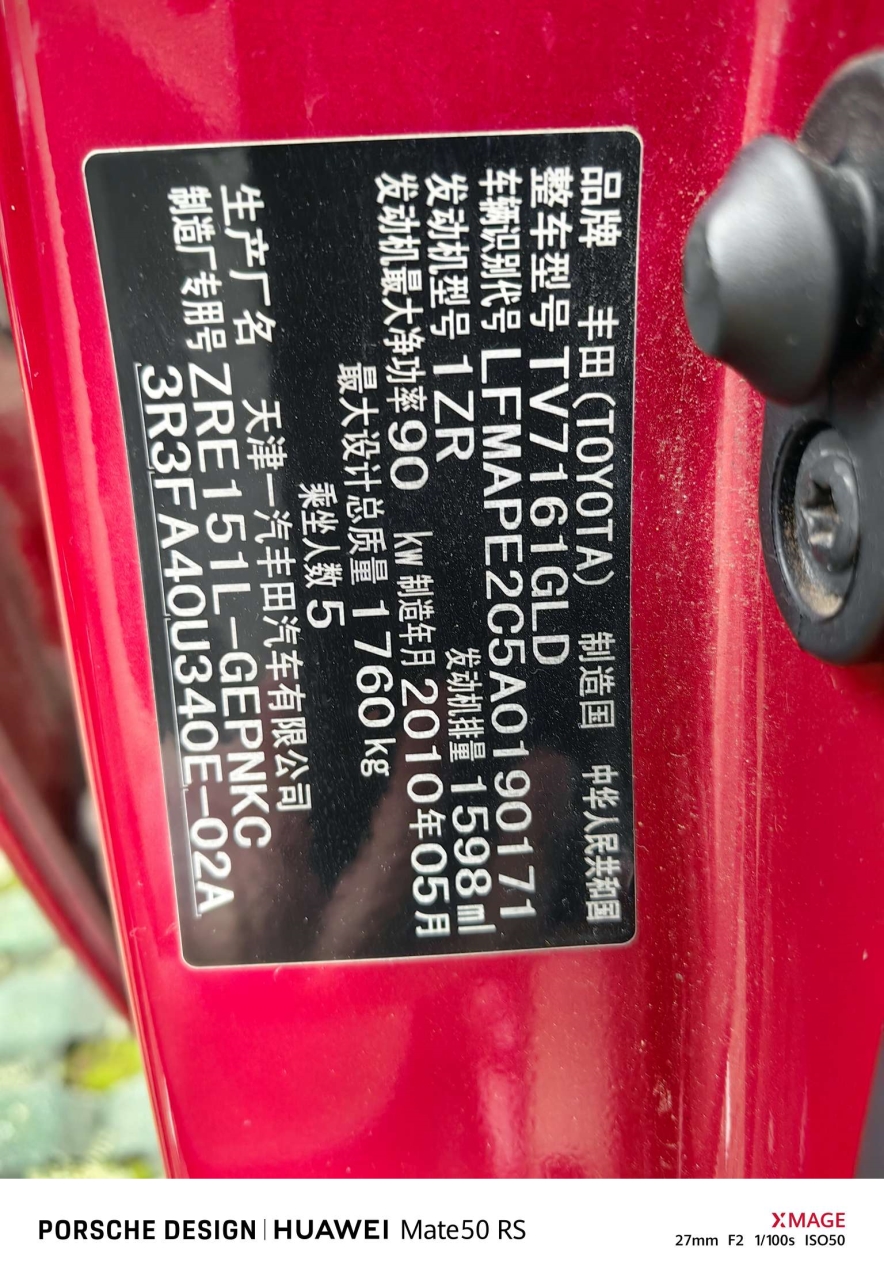 品牌 丰田(TOYOTA) 制造国 中华人民共和国
整车型号 TV7161GLD
车辆识别代号 LFMAPE2C5A0190171
发动机型号 1ZR 发动机排量 1598ml
发动机最大净功率 90 kW 制造年月 2010年05月
最大设计总质量 1760kg
乘坐人数 5
生产厂名 天津一汽丰田汽车有限公司
制造厂专用号 ZRE151L-GEPNKC
3R3FA40U340E-02A
PORSCHE DESIGN | HUAWEI Mate50 RS
XMAGE
27mm F2 1/100s ISO50